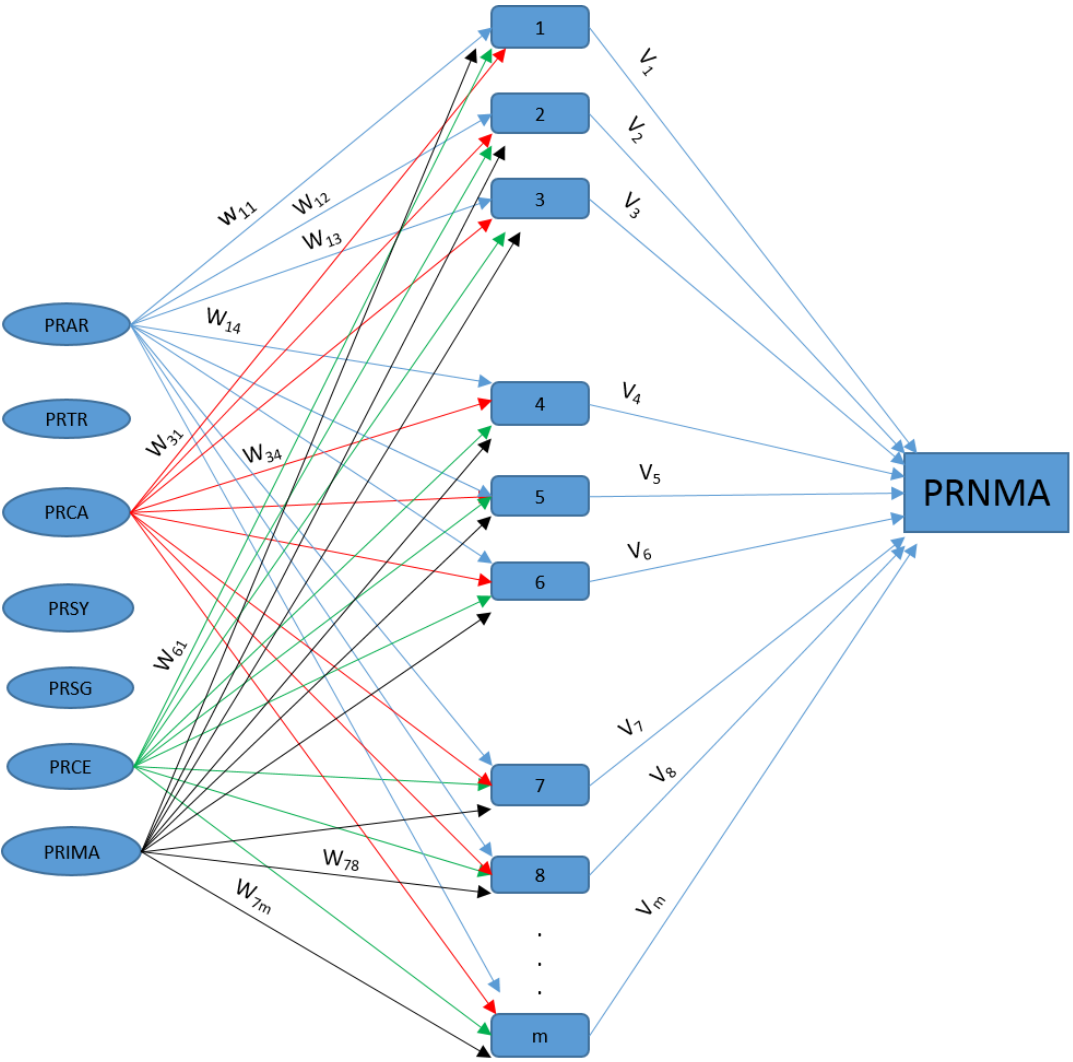 1
2
3
4
5
6
7
8
.
.
.
m
PRAR
PRTR
PRCA
PRSY
PRSG
PRCE
PRIMA
W11
W12
W13
W14
W31
W34
W61
W78
W7m
V1
V2
V3
V4
V5
V6
V7
V8
Vm
PRNMA